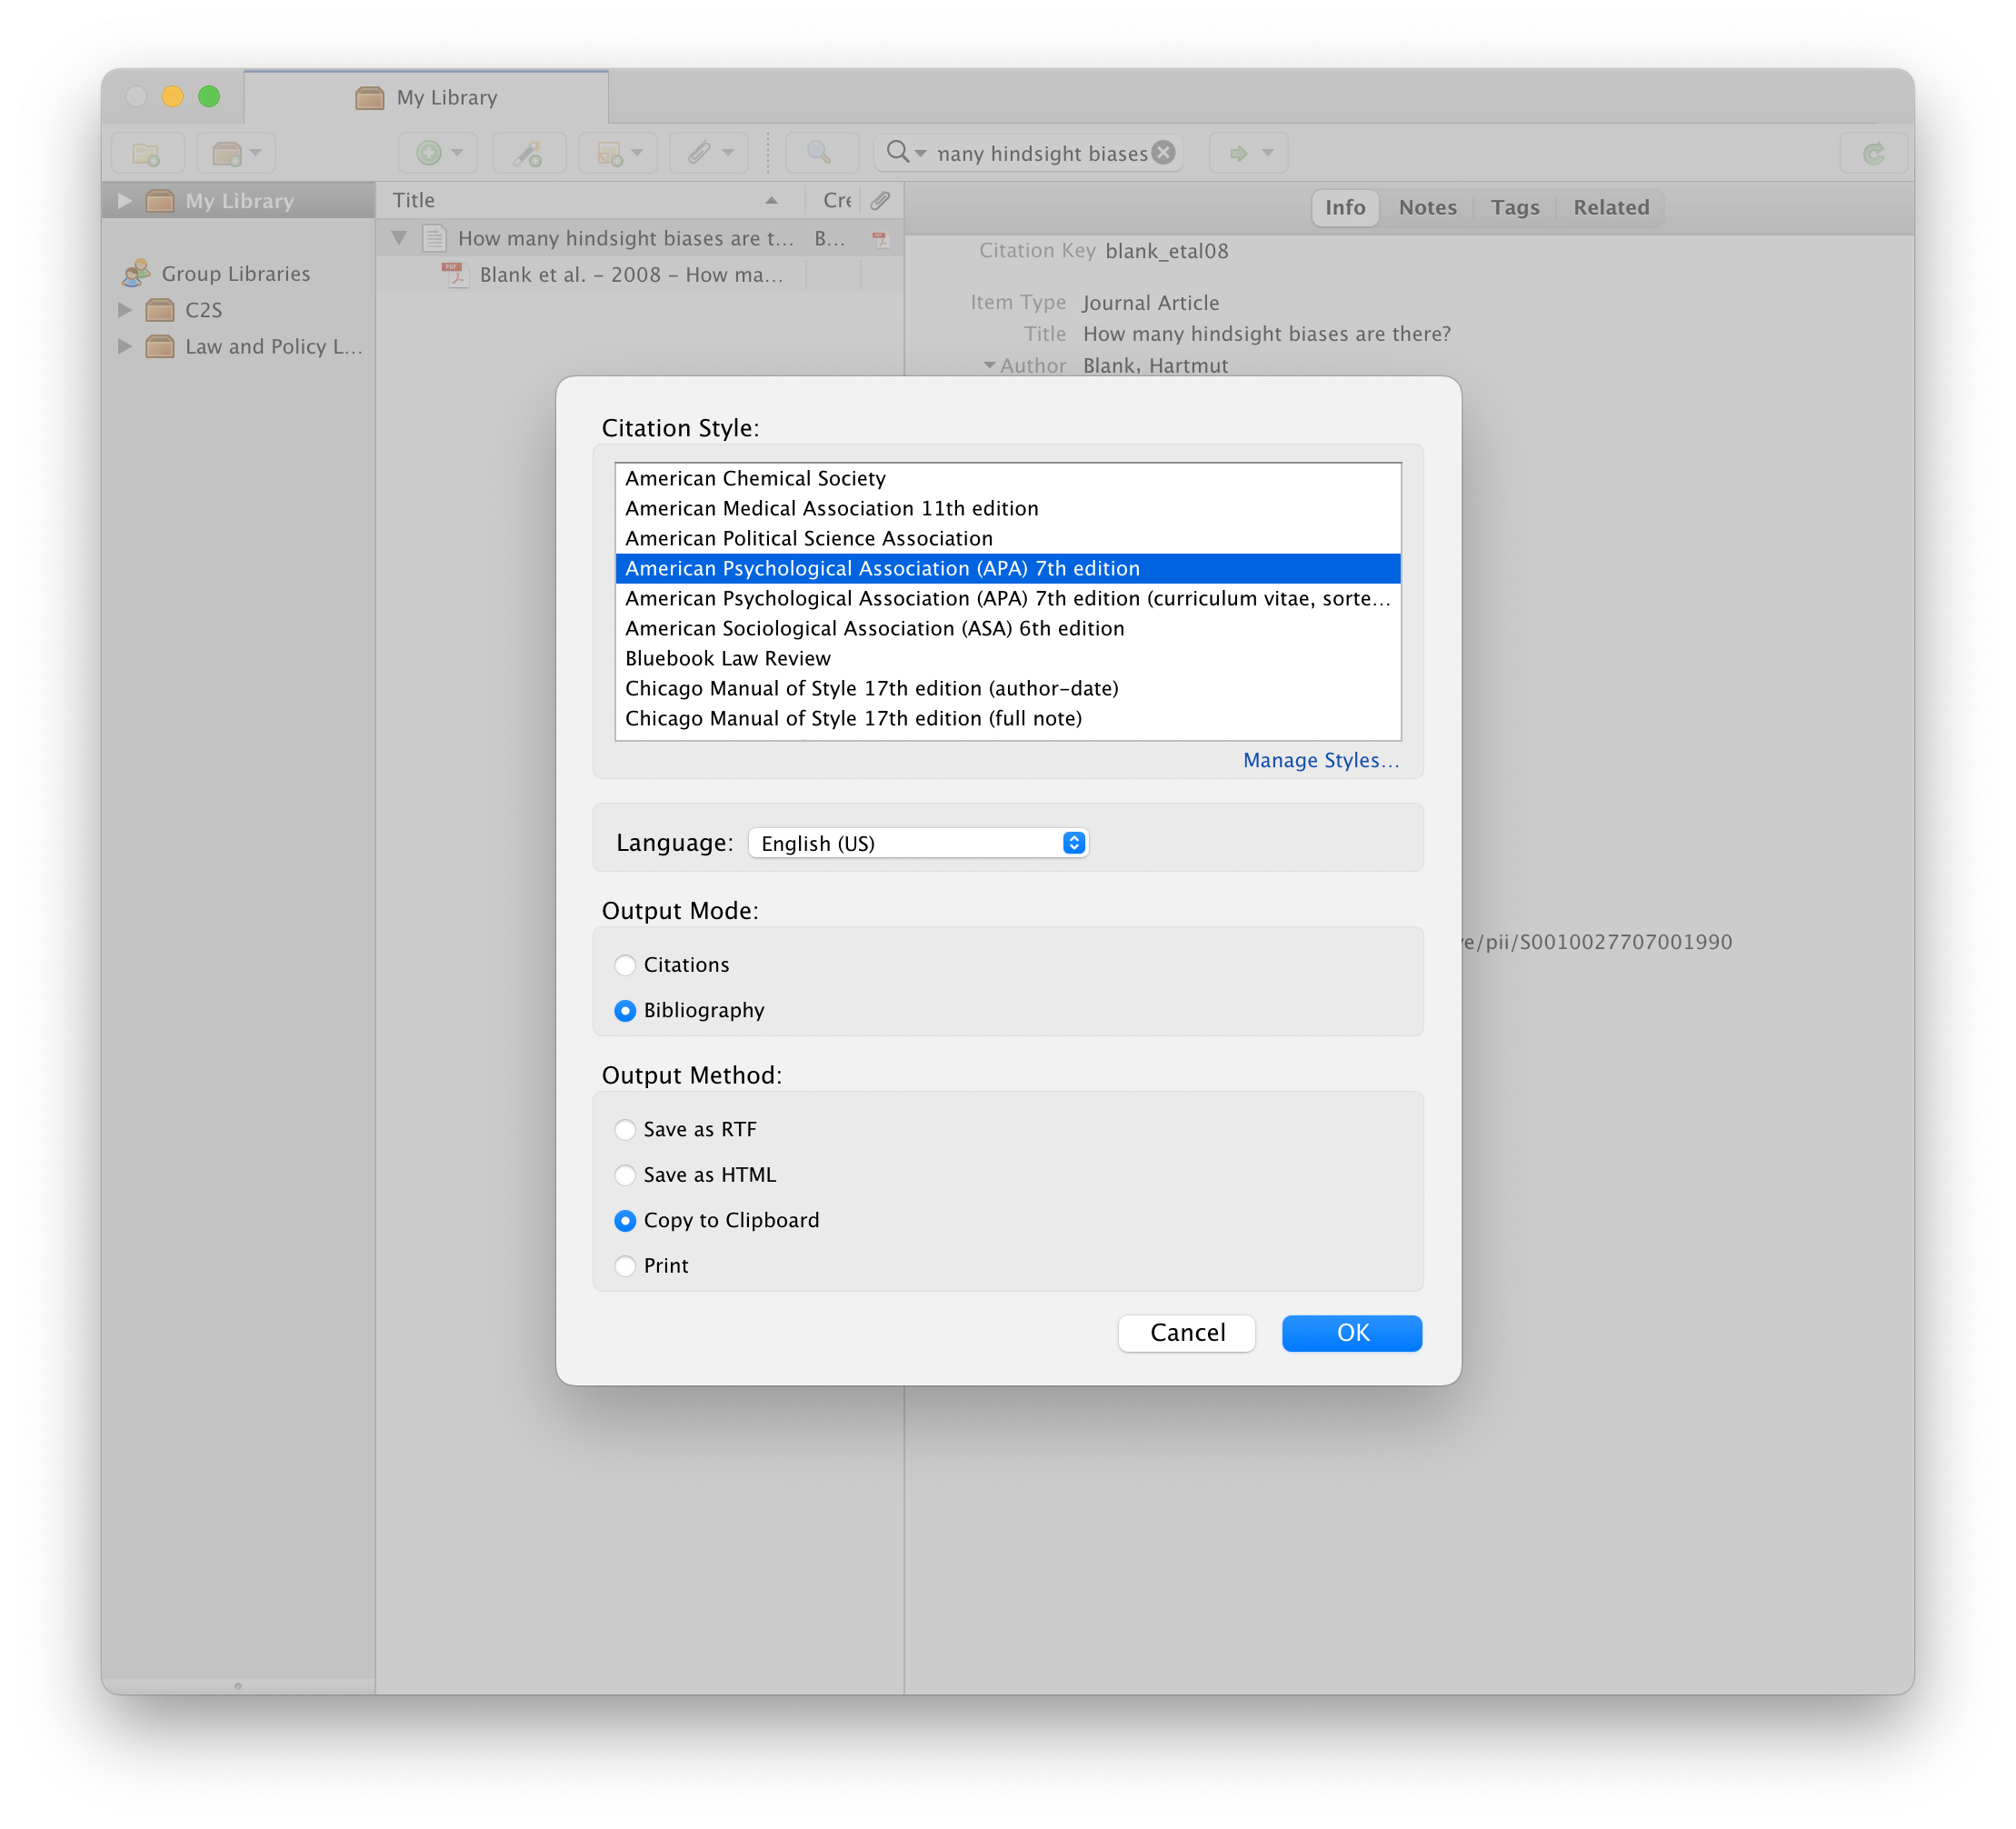 My Library
many hindsight biases
My Library
Group Libraries
C2S
Law and Policy L...
Title
Cre
How many hindsight biases are t...
B...
Blank et al. – 2008 – How ma...
Info
Notes
Tags
Related
Citation Key blank_etal08
Item Type Journal Article
Title How many hindsight biases are there?
Author Blank, Hartmut
ve/pii/S0010027707001990
Citation Style:
American Chemical Society
American Medical Association 11th edition
American Political Science Association
American Psychological Association (APA) 7th edition
American Psychological Association (APA) 7th edition (curriculum vitae, sorte...
American Sociological Association (ASA) 6th edition
Bluebook Law Review
Chicago Manual of Style 17th edition (author-date)
Chicago Manual of Style 17th edition (full note)
Manage Styles...
Language: English (US)
Output Mode:
Citations
Bibliography
Output Method:
Save as RTF
Save as HTML
Copy to Clipboard
Print
Cancel
OK